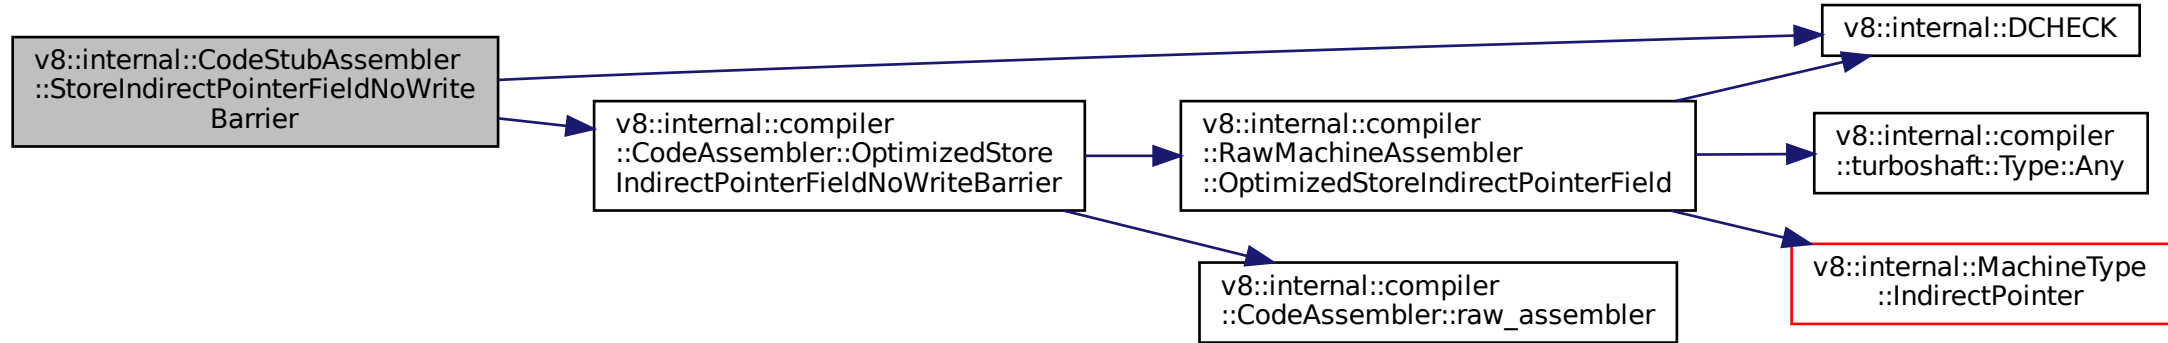 v8::internal::CodeStubAssembler
::StoreIndirectPointerFieldNoWrite
Barrier
v8::internal::DCHECK
v8::internal::compiler
::CodeAssembler::OptimizedStore
IndirectPointerFieldNoWriteBarrier
v8::internal::compiler
::RawMachineAssembler
::OptimizedStoreIndirectPointerField
v8::internal::compiler
::turboshaft::Type::Any
v8::internal::MachineType
::IndirectPointer
v8::internal::compiler
::CodeAssembler::raw_assembler